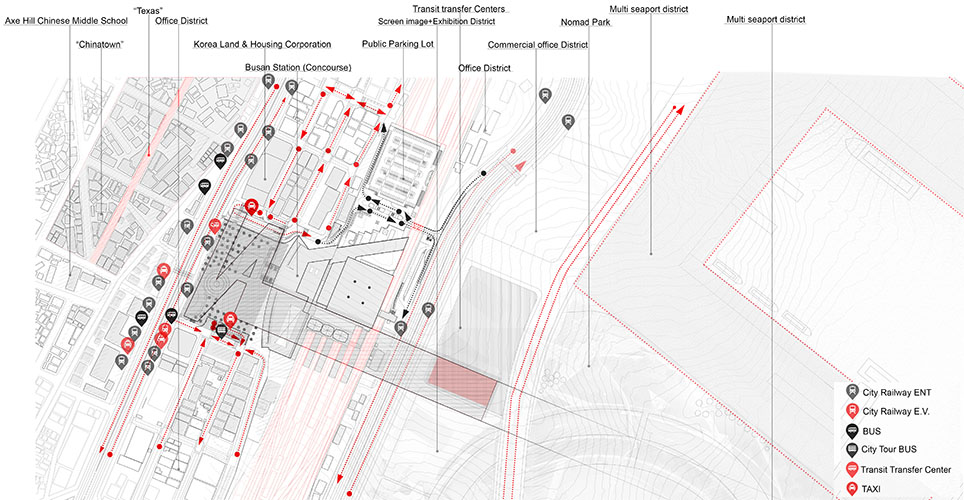 "Texas"
Axe Hill Chinese Middle School
Office District
"Chinatown"
Korea Land & Housing Corporation
Busan Station (Concourse)
Public Parking Lot
Transit transfer Centers
Screen image+Exhibition District
Office District
Commercial office District
Nomad Park
Multi seaport district
Multi seaport district
City Railway ENT
City Railway E.V.
BUS
City Tour BUS
Transit Transfer Center
TAXI